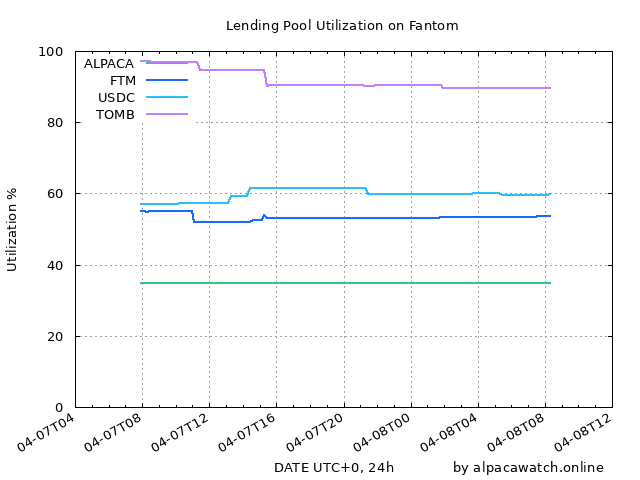 Lending Pool Utilization on Fantom
100
80
60
40
20
0
Utilization %
ALPACA
FTM
USDC
TOMB
04-07T04
04-07T08
04-07T12
04-07T16
04-07T20
04-08T00
04-08T04
04-08T08
04-08T12
DATE UTC+0, 24h
by alpacawatch.online